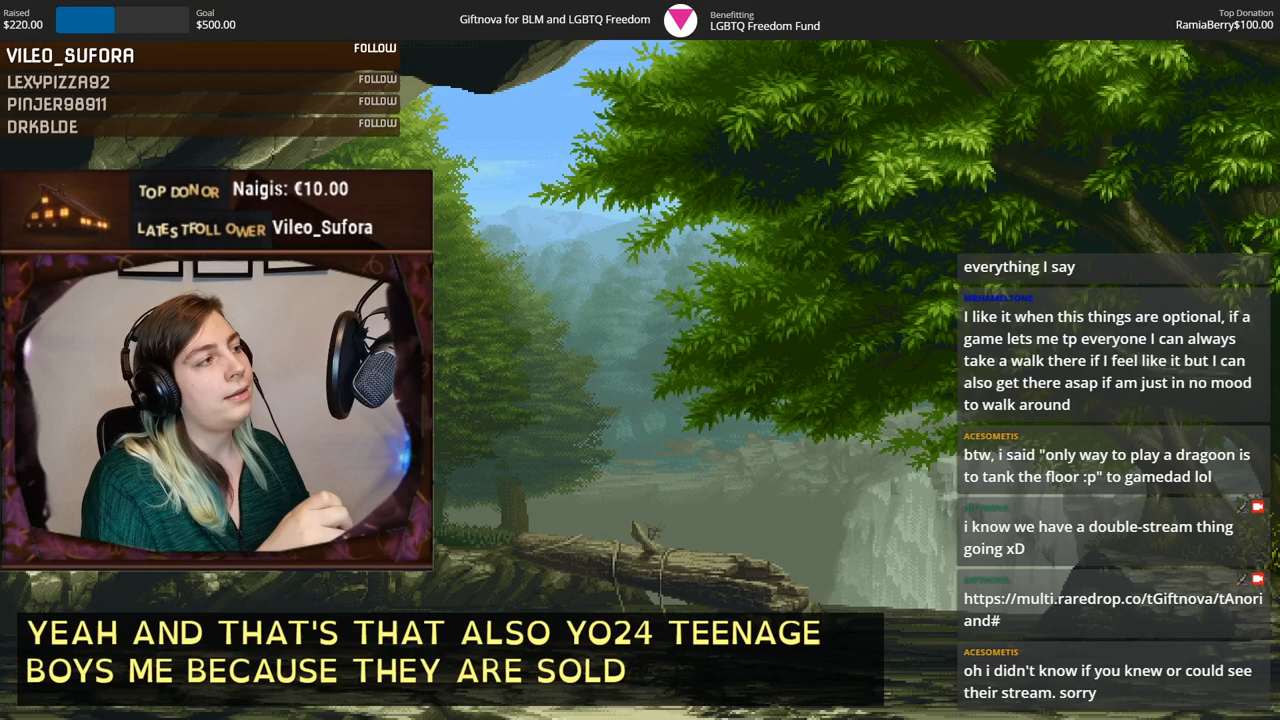 Raised
$220.00
Goal
$500.00
Giftnova for BLM and LGBTQ Freedom
Benefitting
LGBTQ Freedom Fund
Top Donation
RamiaBerry$100.00
VILEO_SUFORA FOLLOW
LEXYPIZZA92 FOLLOW
PINJER98911 FOLLOW
DRKBLDE FOLLOW
TOP DONOR Naigis: €10.00
LATESTFOLLOWER Vileo_Sufora
everything I say
MRHAMELTONE
I like it when this things are optional, if a
game lets me tp everyone I can always
take a walk there if I feel like it but I can
also get there asap if am just in no mood
to walk around
ACESOMETIS
btw, i said "only way to play a dragoon is
to tank the floor :p" to gamedad lol
GIFTNOVA
i know we have a double-stream thing
going xD
GIFTNOVA
https://multi.raredrop.co/tGiftnova/tAnori
and#
ACESOMETIS
oh i didn't know if you knew or could see
their stream. sorry
YEAH AND THAT'S THAT ALSO YO24 TEENAGE
BOYS ME BECAUSE THEY ARE SOLD